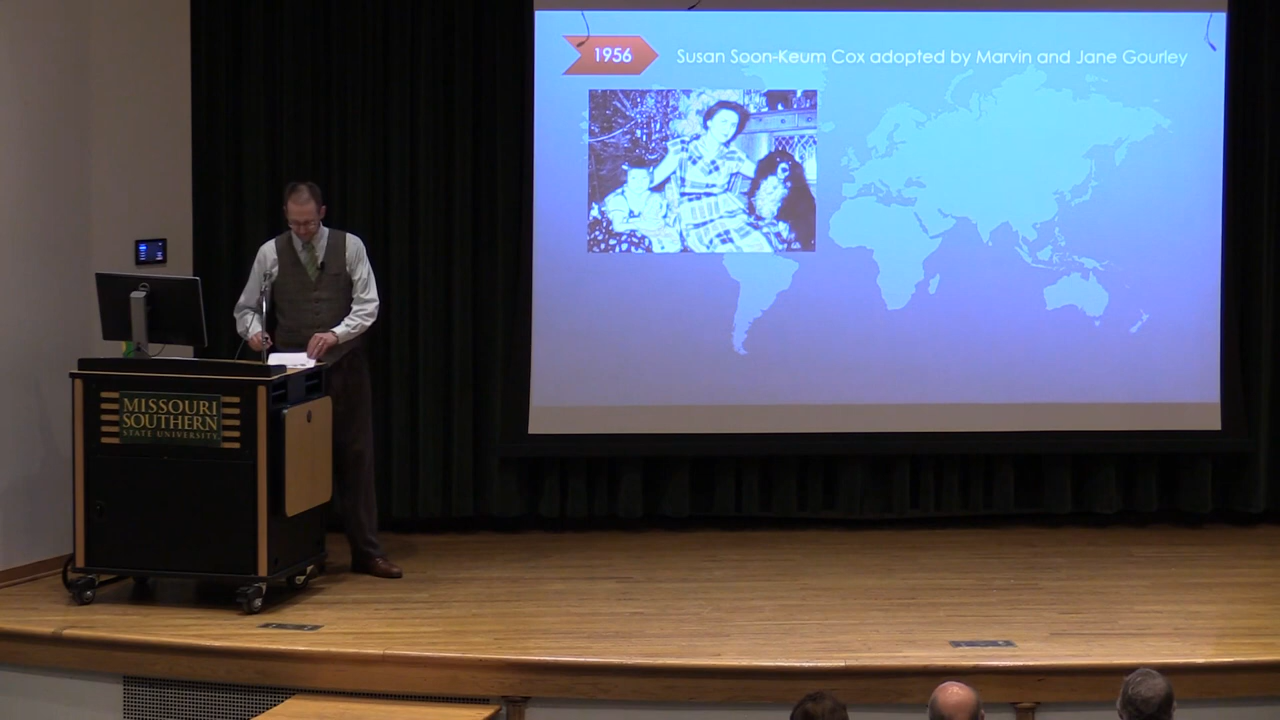 1956
Susan Soon-Keum Cox adopted by Marvin and Jane Gourley
MISSOURI
SOUTHERN
STATE UNIVERSITY